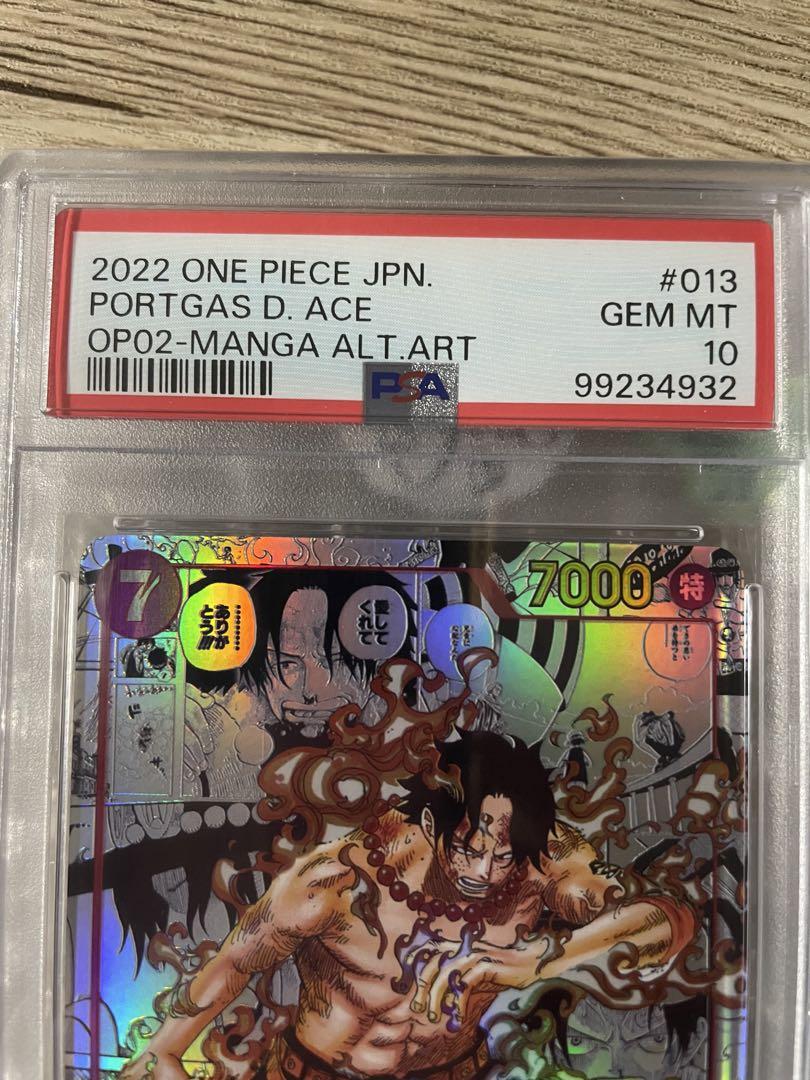 2022 ONE PIECE JPN.
#013
PORTGAS D. ACE
GEM MT
OP02-MANGA ALT.ART
10
PSA
99234932
7
7000
特
………
ありが
とう!!!
愛して
くれて